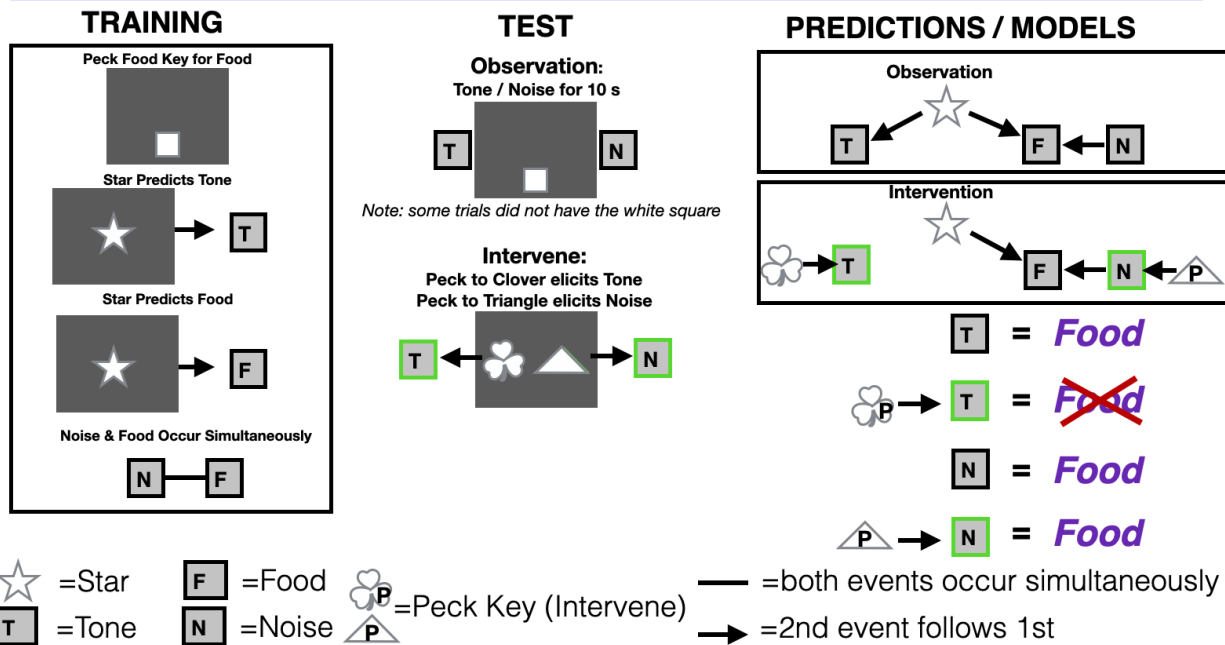 TRAINING
Peck Food Key for Food
Star Predicts Tone
T
Star Predicts Food
F
Noise & Food Occur Simultaneously
N
F
TEST
Observation:
Tone / Noise for 10 s
T
N
Note: some trials did not have the white square
Intervene:
Peck to Clover elicits Tone
Peck to Triangle elicits Noise
T
N
PREDICTIONS / MODELS
Observation
T
F
N
Intervention
T
F
N
P
T = Food
P T = Food
N = Food
P N = Food
=Star
F =Food
P
P
=Peck Key (Intervene)
=both events occur simultaneously
T =Tone
N =Noise
=2nd event follows 1st